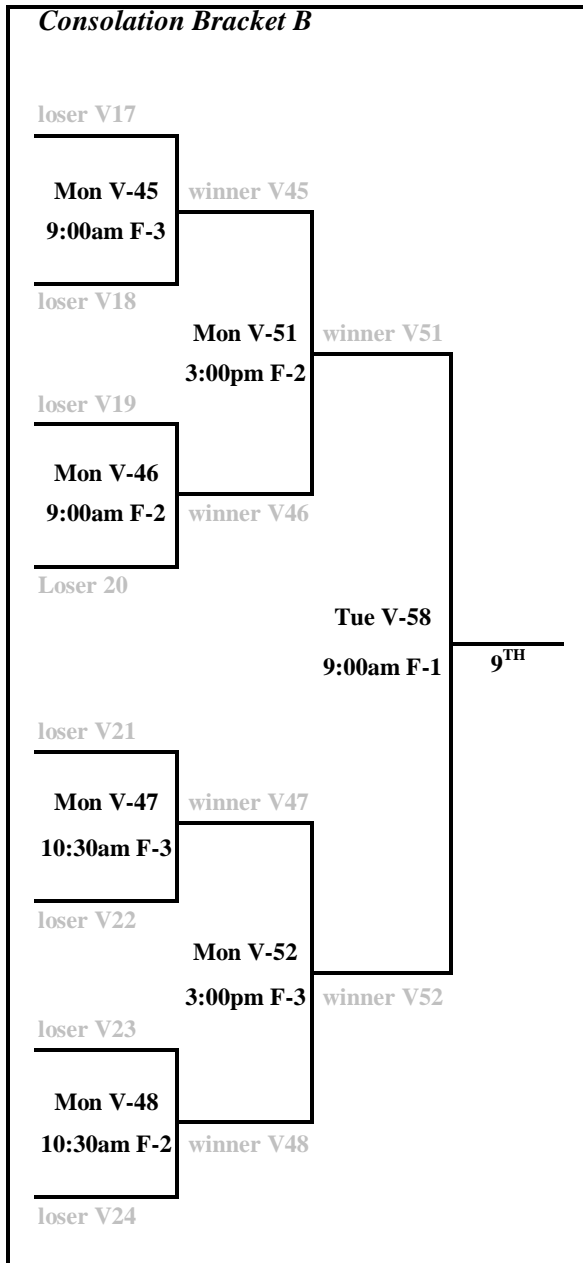 Consolation Bracket B
loser V17
Mon V-45
winner V45
9:00am F-3
loser V18
Mon V-51
winner V51
3:00pm F-2
loser V19
Mon V-46
9:00am F-2
winner V46
Loser 20
Tue V-58
9:00am F-1
9TH
loser V21
Mon V-47
winner V47
10:30am F-3
loser V22
Mon V-52
3:00pm F-3
winner V52
loser V23
Mon V-48
10:30am F-2
winner V48
loser V24